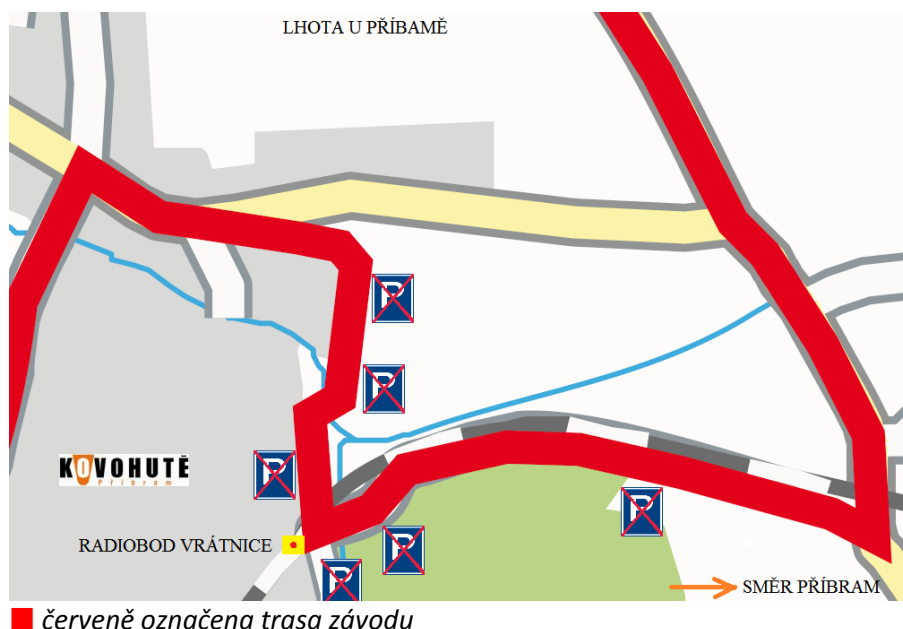 LHOTA U PŘÍBAMĚ
P
P
KOVOHUTĚ
Příbram
P
RADIOBOD VRÁTNICE
P
P
P
SMĚR PŘÍBRAM
červeně označena trasa závodu